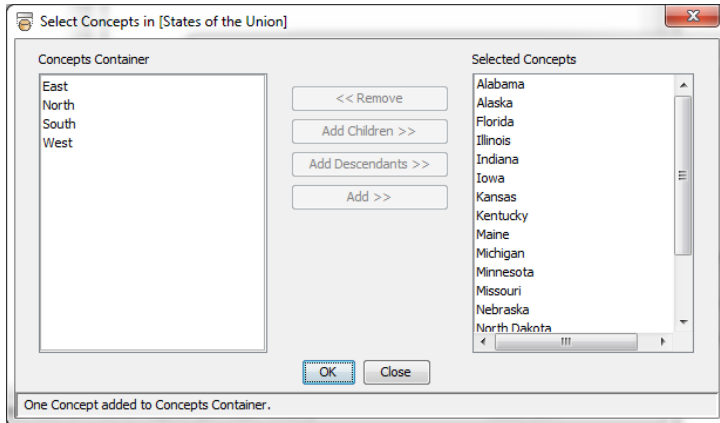 Select Concepts in [States of the Union]
Concepts Container
East
North
South
West
<< Remove
Add Children >>
Add Descendants >>
Add >>
Selected Concepts
Alabama
Alaska
Florida
Illinois
Indiana
Iowa
Kansas
Kentucky
Maine
Michigan
Minnesota
Missouri
Nebraska
North Dakota
OK
Close
One Concept added to Concepts Container.